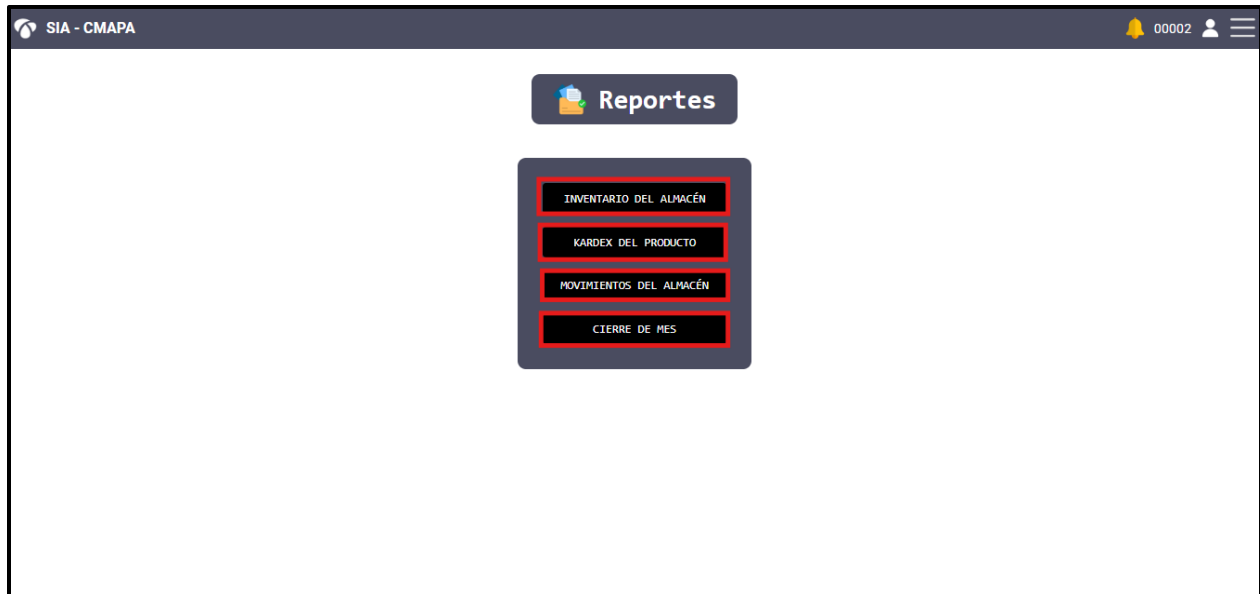 SIA - CMAPA
00002
Reportes
INVENTARIO DEL ALMACÉN
KARDEX DEL PRODUCTO
MOVIMIENTOS DEL ALMACÉN
CIERRE DE MES